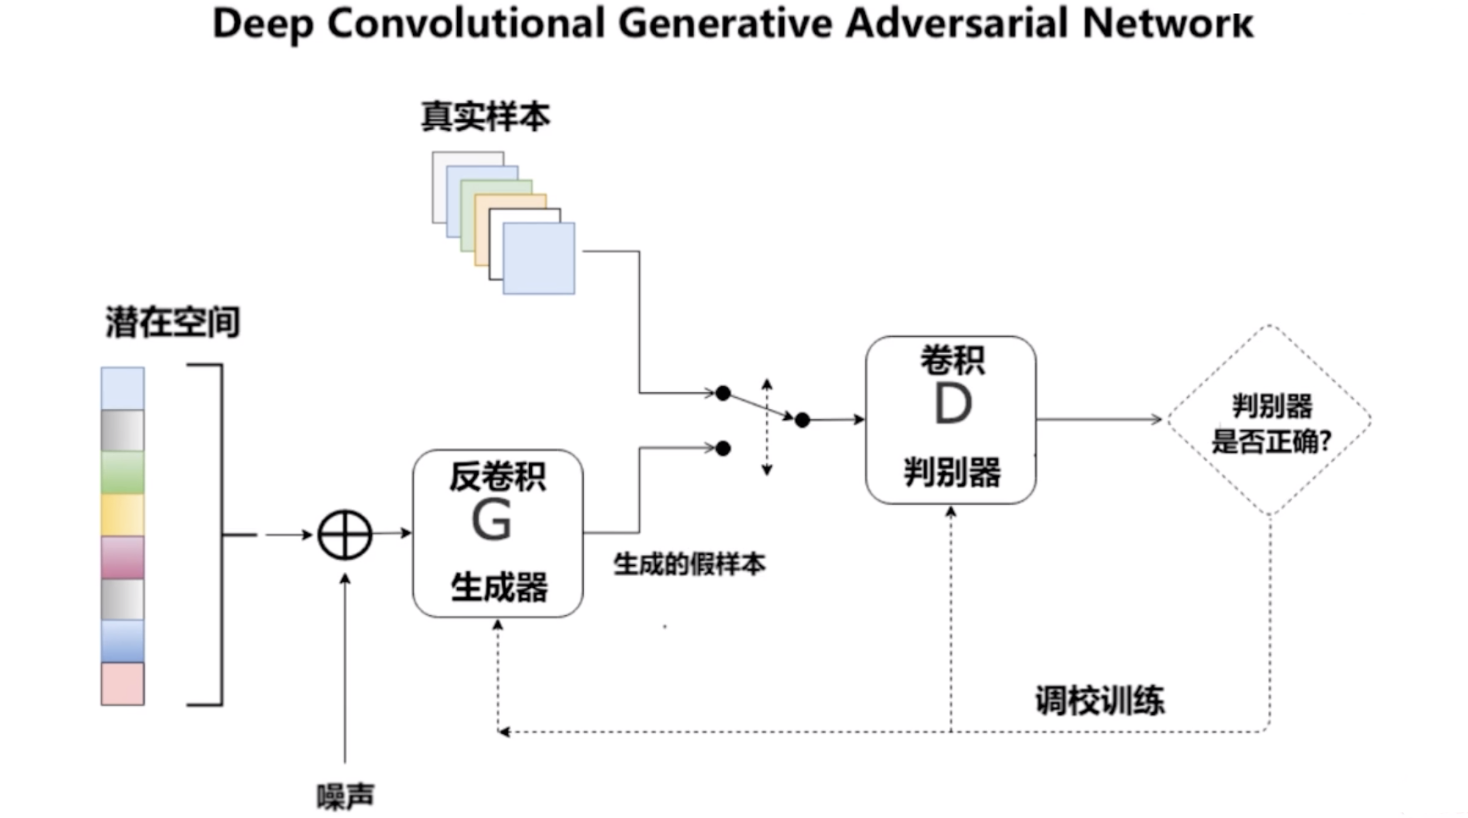 Deep Convolutional Generative Adversarial Network
真实样本
潜在空间
卷积
D
判别器
判别器
是否正确?
反卷积
G
生成器
生成的假样本
调校训练
噪声